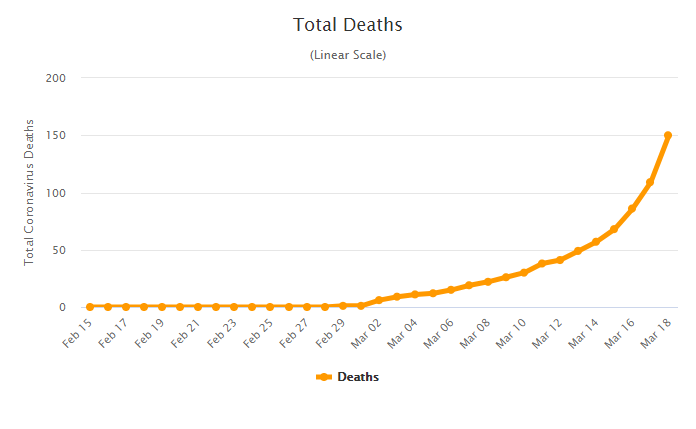 Total Deaths
(Linear Scale)
Total Coronavirus Deaths
200
150
100
50
0
Feb 15
Feb 17
Feb 19
Feb 21
Feb 23
Feb 25
Feb 27
Feb 29
Mar 02
Mar 04
Mar 06
Mar 08
Mar 10
Mar 12
Mar 14
Mar 16
Mar 18
Deaths